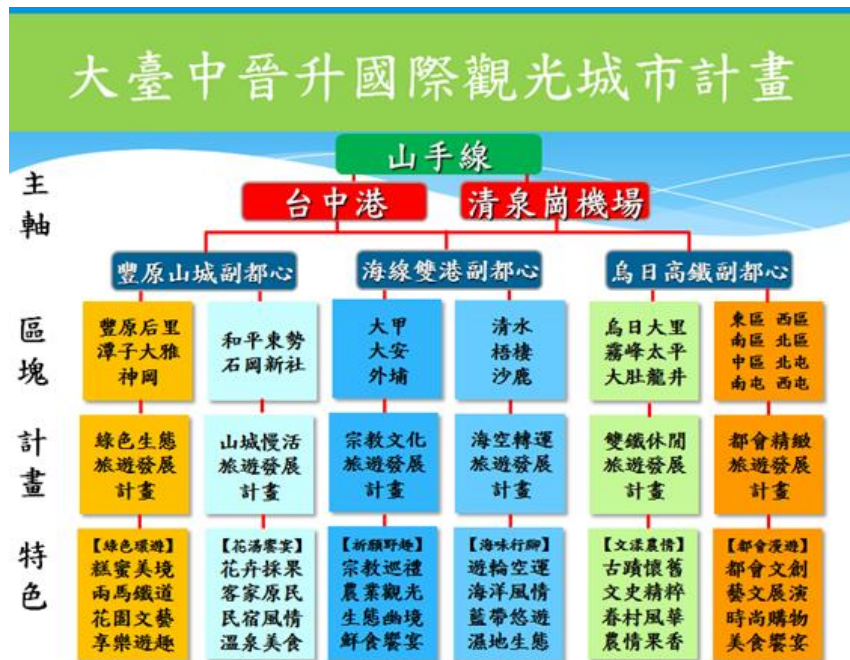 大臺中晉升國際觀光城市計畫
山手線
主軸
台中港
清泉崗機場
豐原山城副都心
海線雙港副都心
烏日高鐵副都心
區塊
豐原后里
潭子大雅
神岡
和平東勢
石岡新社
大甲
大安
外埔
清水
梧棲
沙鹿
烏日大里
霧峰太平
大肚龍井
東區 西區
南區 北區
中區 北屯
南屯 西屯
計畫
綠色生態
旅遊發展
計畫
山城慢活
旅遊發展
計畫
宗教文化
旅遊發展
計畫
海空轉運
旅遊發展
計畫
雙鐵休閒
旅遊發展
計畫
都會精緻
旅遊發展
計畫
特色
【綠色環遊】
糕蜜美境
兩馬鐵道
花園文藝
享樂遊趣
【花湯饗宴】
花卉採果
客家原民
民宿風情
溫泉美食
【祈願野趣】
宗教巡禮
農業觀光
生態幽境
鮮食饗宴
【海味行腳】
遊輪空運
海洋風情
藍帶悠遊
濕地生態
【文漾農情】
古蹟懷舊
文史精粹
眷村風華
農情果香
【都會漫遊】
都會文創
藝文展演
時尚購物
美食饗宴